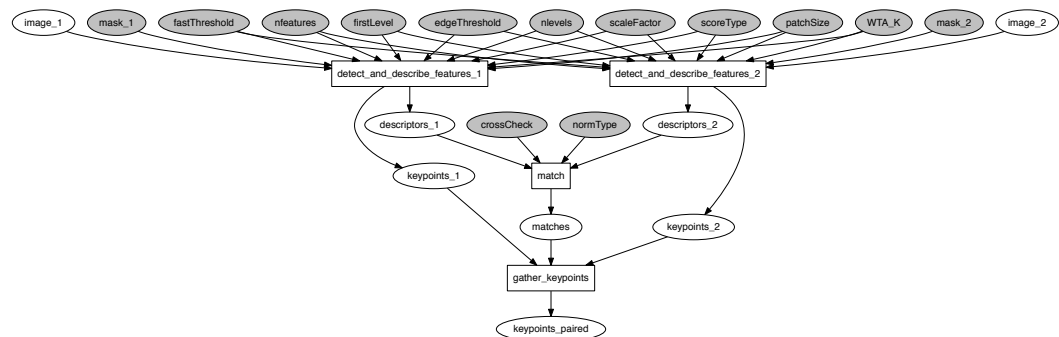 image_1 mask_1 fastThreshold nfeatures firstLevel edgeThreshold nlevels scaleFactor scoreType patchSize WTA_K mask_2 image_2
detect_and_describe_features_1 detect_and_describe_features_2
descriptors_1 crossCheck normType descriptors_2
keypoints_1 match
matches keypoints_2
gather_keypoints
keypoints_paired